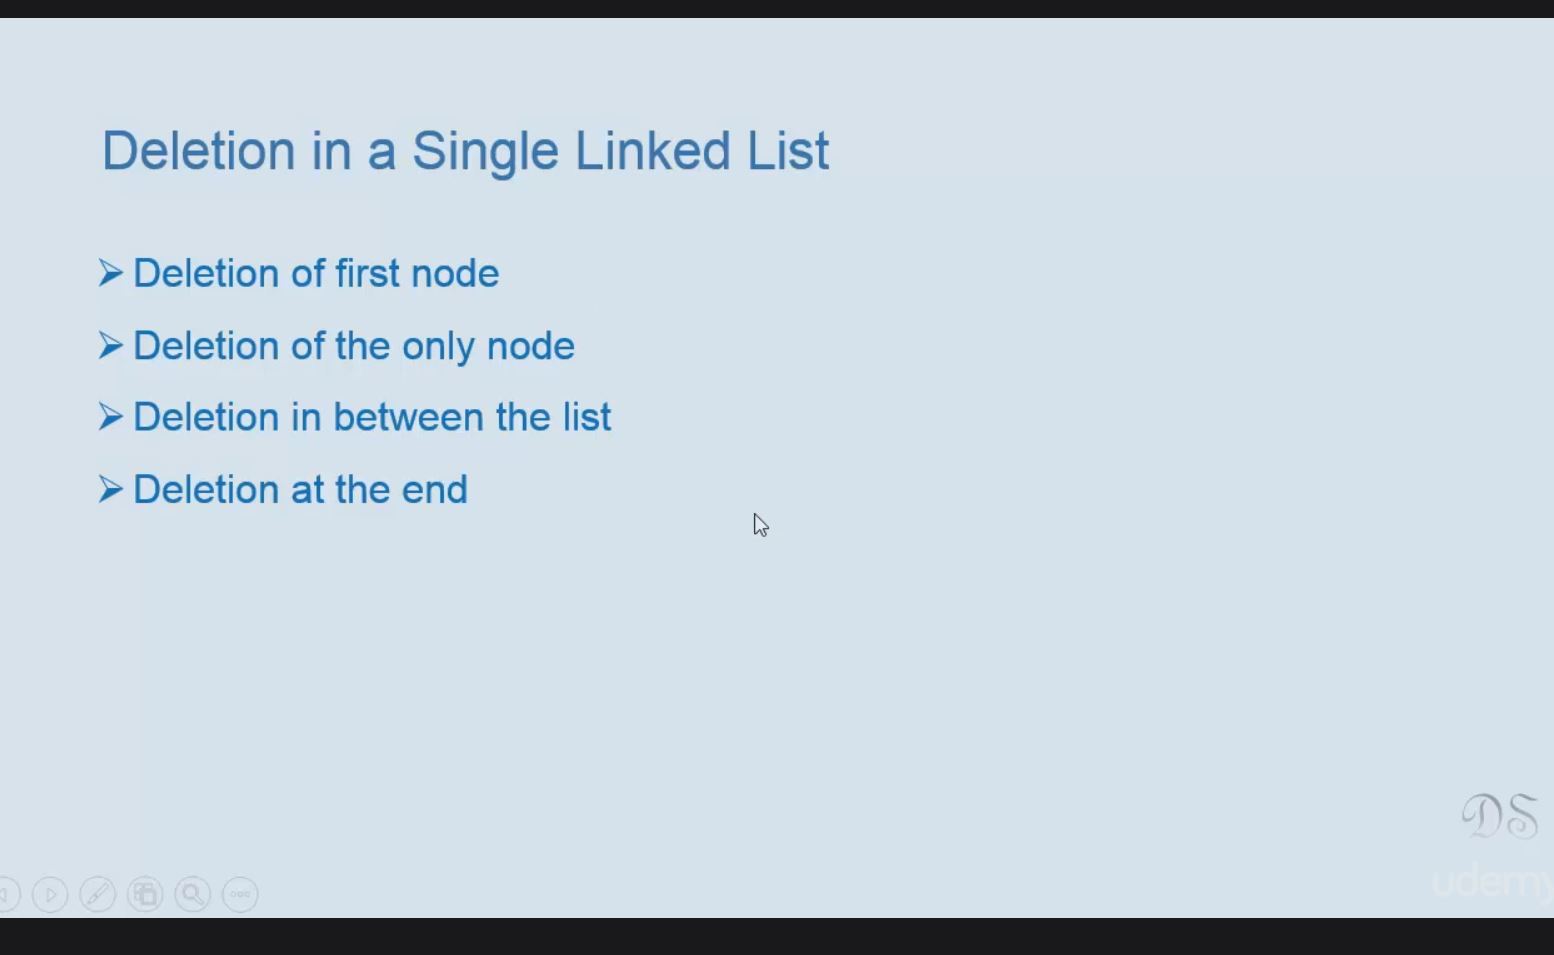 Deletion in a Single Linked List
Deletion of first node
Deletion of the only node
Deletion in between the list
Deletion at the end
DS
udemy